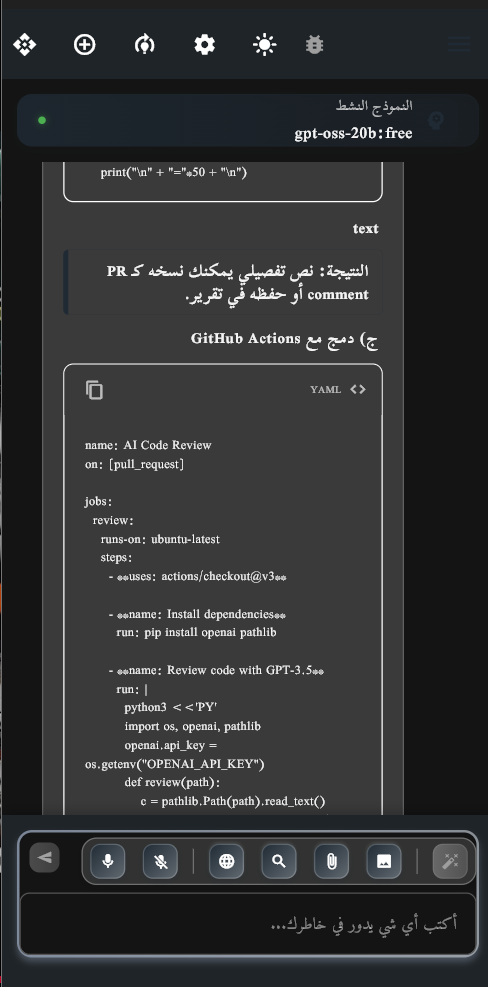 النموذج النشط
gpt-oss-20b:free
print("\n" + "="*50 + "\n")
text
النتيجة: نص تفصيلي يمكنك نسخه كـ PR
comment أو حفظه في تقرير.
ج) دمج مع GitHub Actions
YAML <>
name: AI Code Review
on: [pull_request]
jobs:
review:
runs-on: ubuntu-latest
steps:
- **uses: actions/checkout@v3**
- **name: Install dependencies**
run: pip install openai pathlib
- **name: Review code with GPT-3.5**
run: |
python3 <<'PY'
import os, openai, pathlib
openai.api_key =
os.getenv("OPENAI_API_KEY")
def review(path):
c = pathlib.Path(path).read_text()
أكتب أي شي يدور في خاطرك...